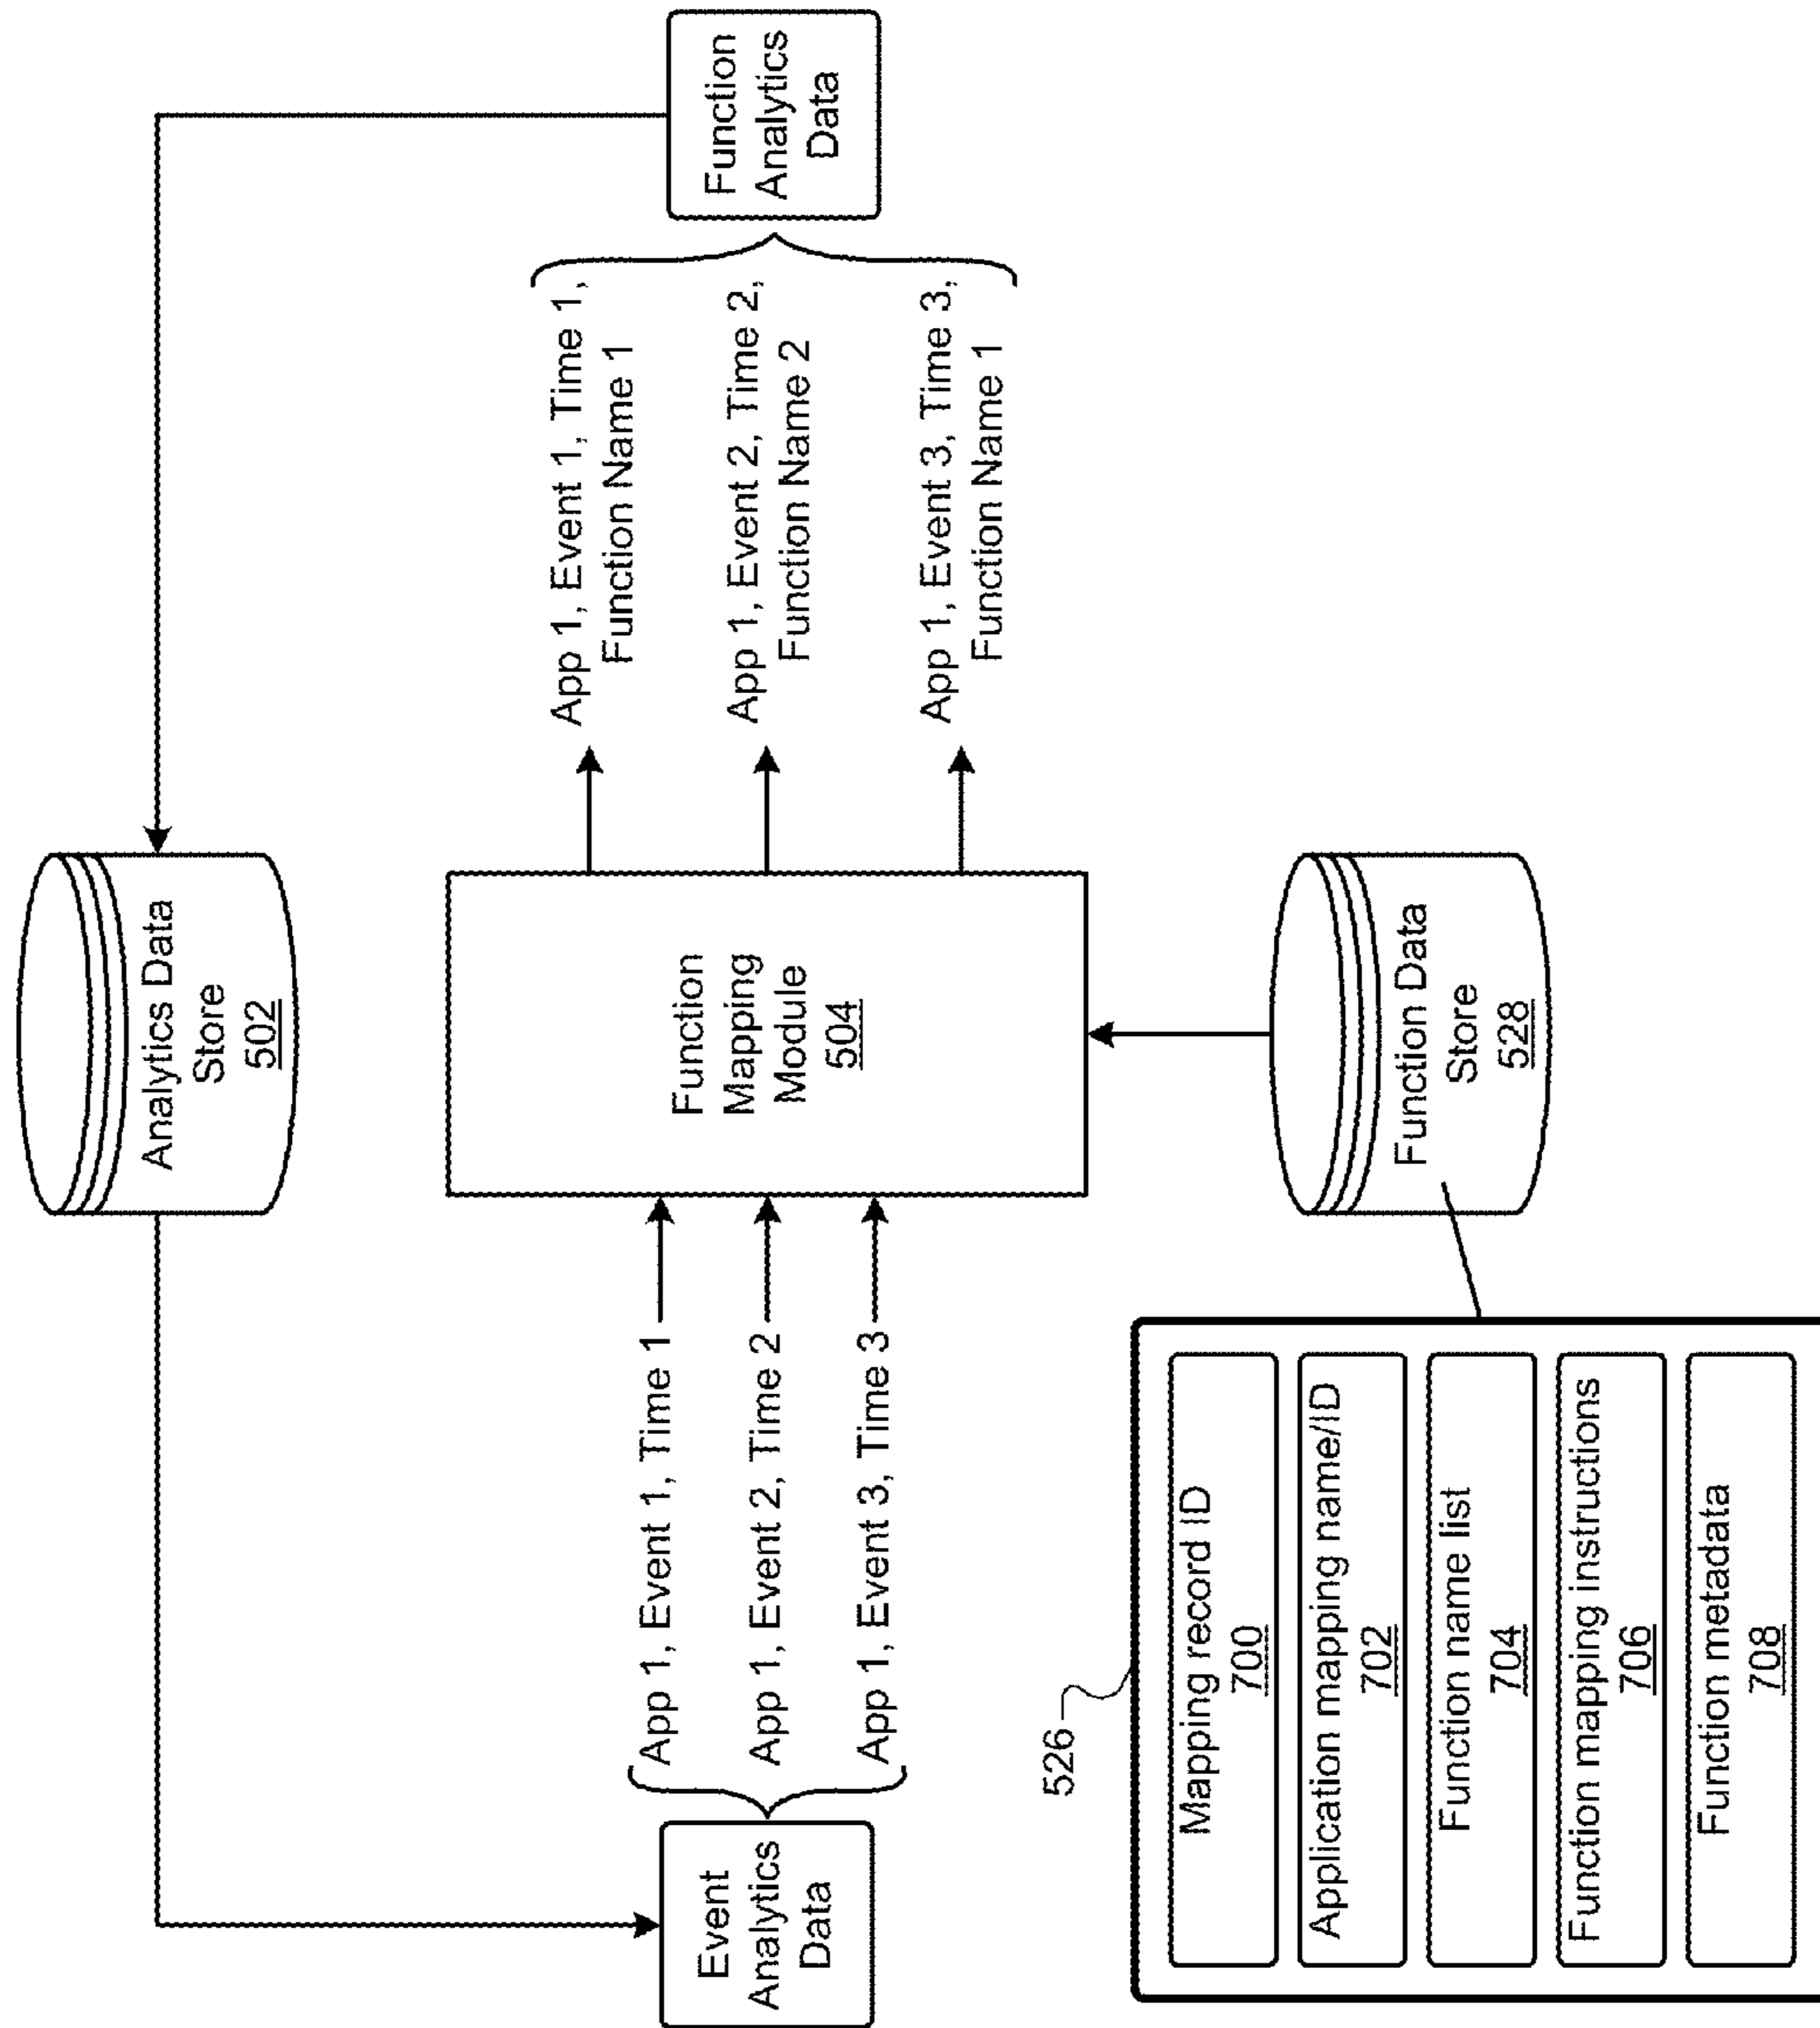 Analytics Data
Store
502
Event
Analytics
Data
App 1, Event 1, Time 1
App 1, Event 2, Time 2
App 1, Event 3, Time 3
Function
Mapping
Module
504
App 1, Event 1, Time 1,
Function Name 1
App 1, Event 2, Time 2,
Function Name 2
App 1, Event 3, Time 3,
Function Name 1
Function
Analytics
Data
526
Mapping record ID
700
Application mapping name/ID
702
Function name list
704
Function mapping instructions
706
Function metadata
708
Function Data
Store
528